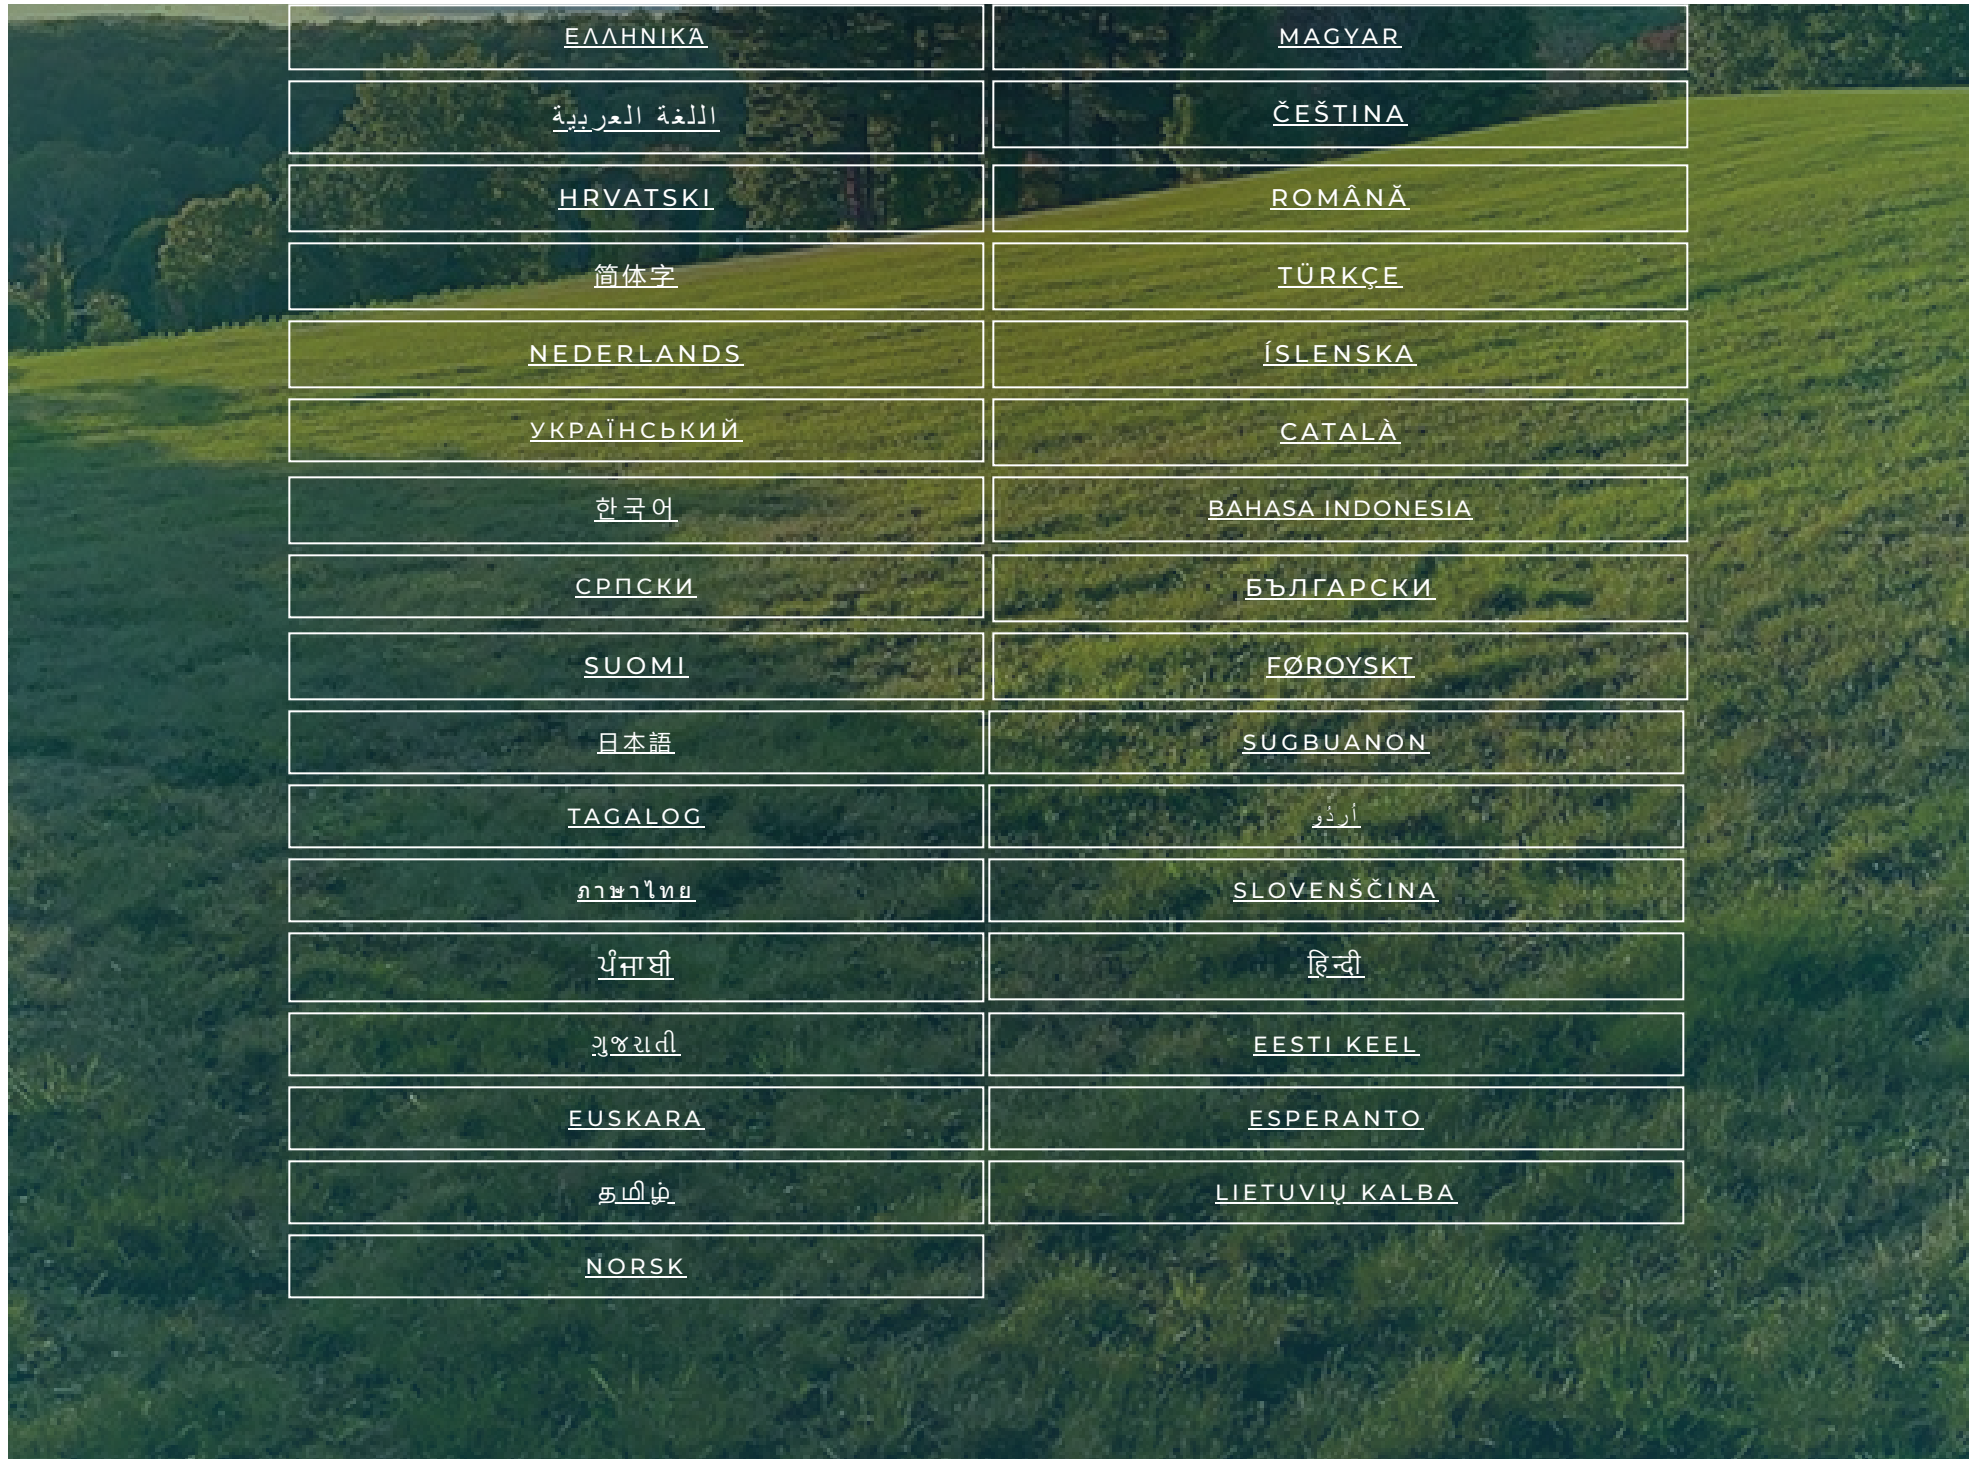 ΕΛΛΗΝΙΚΆ
MAGYAR
اللغة العربية
ČEŠTINA
HRVATSKI
ROMÂNĂ
简体字
TÜRKÇE
NEDERLANDS
ÍSLENSKA
УКРАЇНСЬКИЙ
CATALÀ
한국어
BAHASA INDONESIA
СРПСКИ
БЪЛГАРСКИ
SUOMI
FØROYSKT
日本語
SUGBUANON
TAGALOG
اُردُو
ภาษาไทย
SLOVENŠČINA
ਪੰਜਾਬੀ
हिन्दी
ગુજરાતી
EESTI KEEL
EUSKARA
ESPERANTO
தமிழ்
LIETUVIŲ KALBA
NORSK